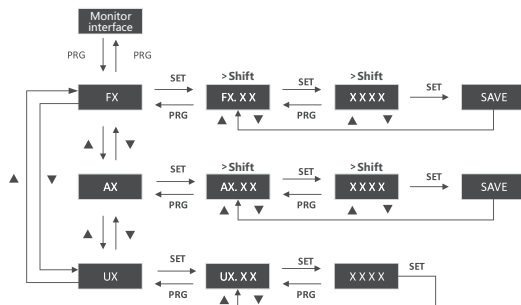 Monitor
interface
PRG PRG
>Shift >Shift
SET SET SET
FX FX. X X X X X X SAVE
PRG PRG
▲ ▼ ▲ ▼
▲ ▼
▲ ▼
>Shift >Shift
SET SET SET
AX AX. X X X X X X SAVE
PRG PRG
▲ ▼ ▲ ▼
▲ ▼
SET SET SET
UX UX. X X X X X X
PRG PRG
▲ ▼